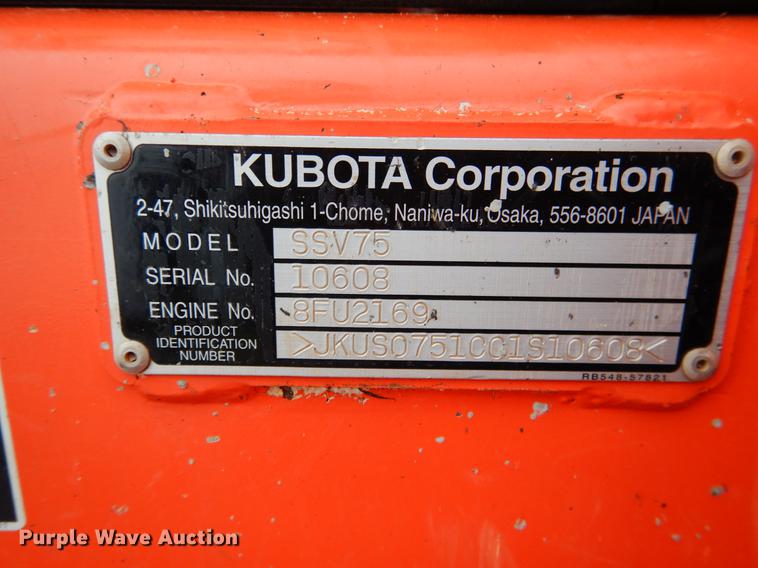 KUBOTA Corporation
2-47, Shikitsuhigashi 1-Chome, Naniwa-ku, Osaka, 556-8601 JAPAN
MODEL SSV75
SERIAL No. 10608
ENGINE No. 8FU2169
PRODUCT IDENTIFICATION NUMBER >JKUS0751CC1S10608<
RB548-57821
Purple Wave Auction